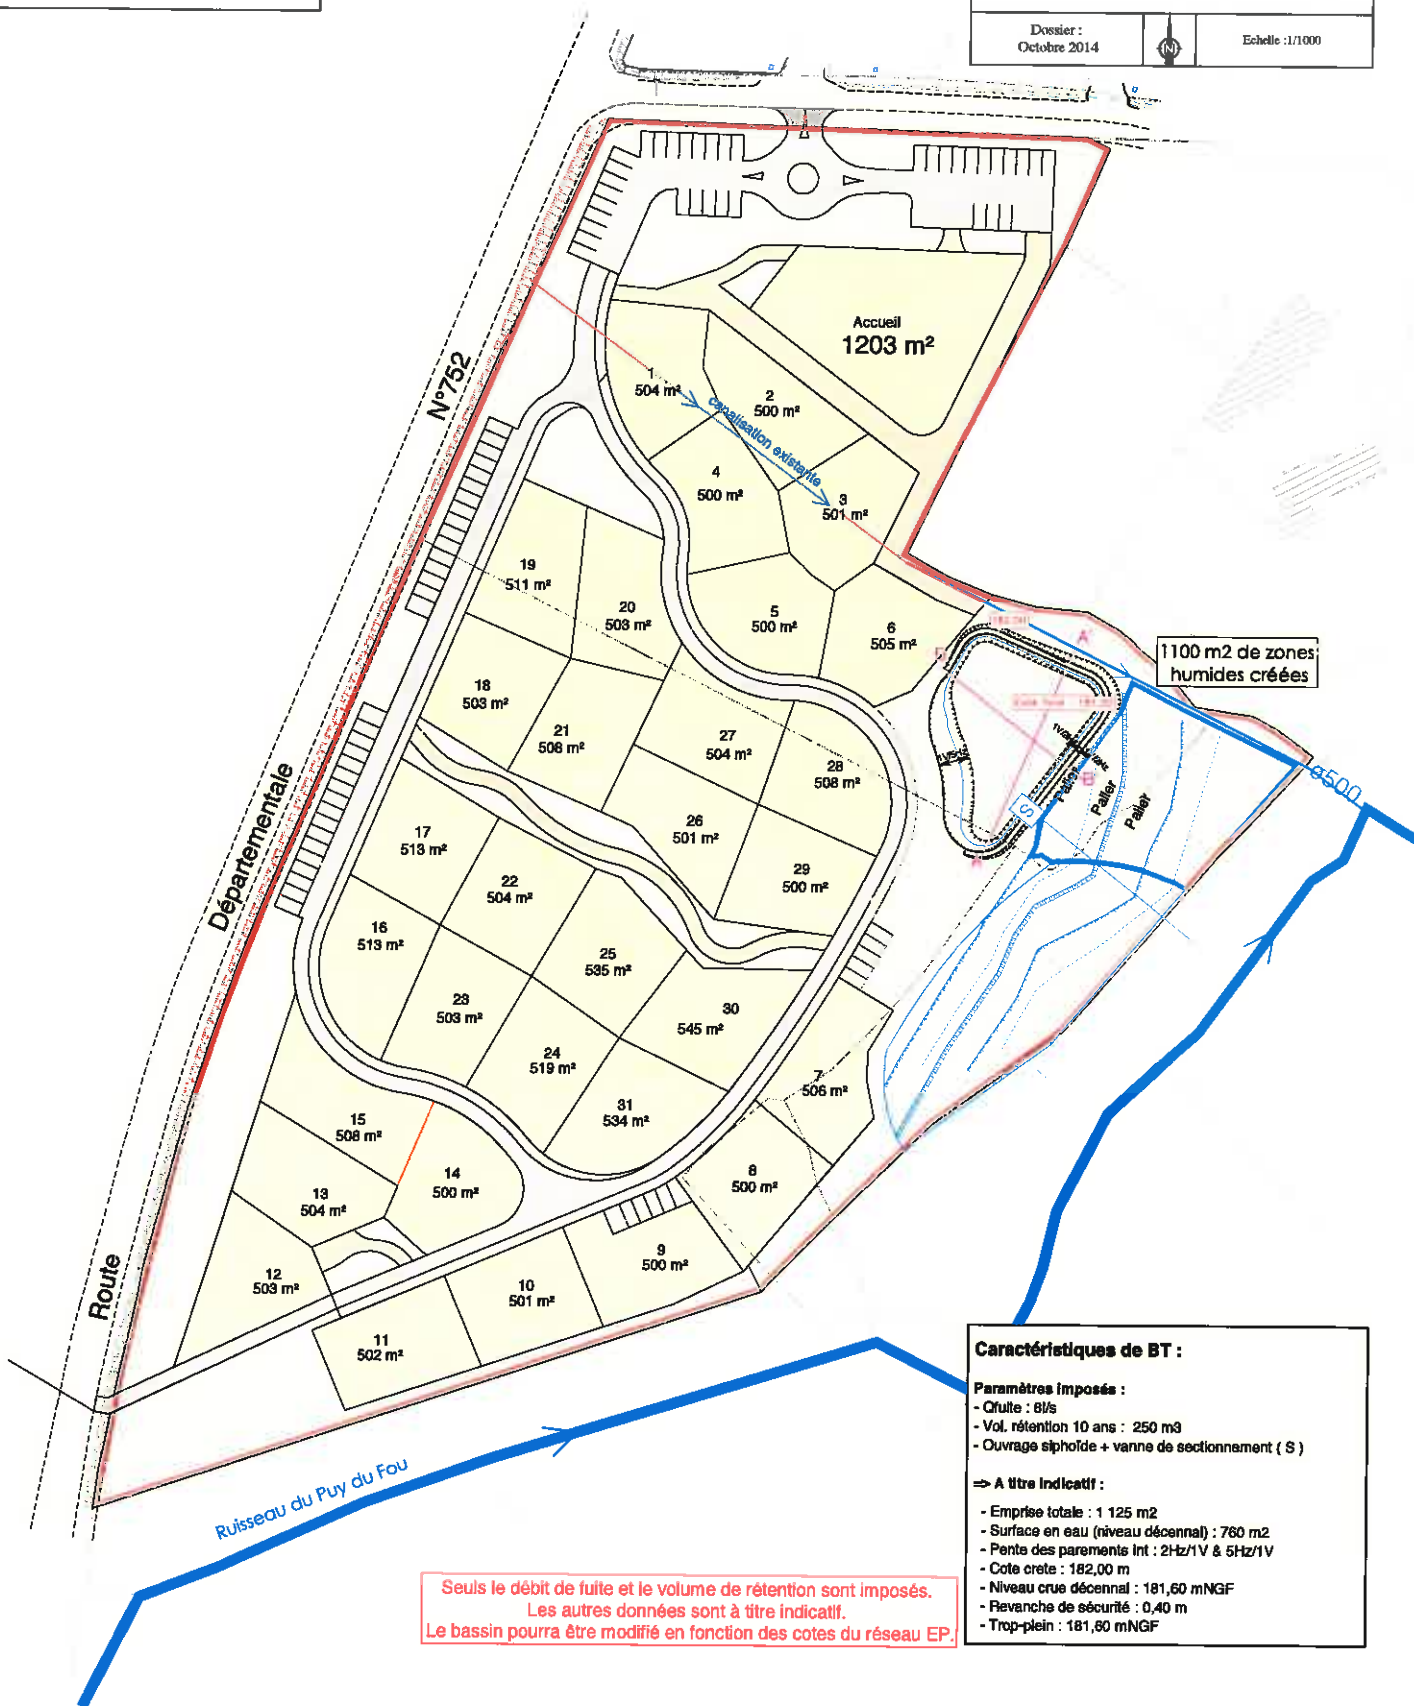 Dossier :
Octobre 2014
N
Echelle :1/1000
Accueil
1203 m²
N°752
1
504 m²
2
500 m²
canalisation existante
4
500 m²
3
501 m²
19
511 m²
20
503 m²
5
500 m²
6
505 m²
A'
1100 m2 de zones
humides créées
18
503 m²
21
508 m²
27
504 m²
28
508 m²
B
S
Palier
Palier
Palier
ø500
Départementale
17
513 m²
26
501 m²
22
504 m²
29
500 m²
A
16
513 m²
25
535 m²
23
503 m²
30
545 m²
24
519 m²
7
506 m²
15
508 m²
31
534 m²
14
500 m²
8
500 m²
13
504 m²
9
500 m²
12
503 m²
10
501 m²
Route
11
502 m²
Ruisseau du Puy du Fou
Caractéristiques de BT :
Paramètres imposés :
- Qfuite : 6l/s
- Vol. rétention 10 ans : 250 m3
- Ouvrage siphoïde + vanne de sectionnement ( S )
=> A titre indicatif :
- Emprise totale : 1 125 m2
- Surface en eau (niveau décennal) : 760 m2
- Pente des parements int : 2Hz/1V & 5Hz/1V
- Cote crete : 182,00 m
- Niveau crue décennal : 181,60 mNGF
- Revanche de sécurité : 0,40 m
- Trop-plein : 181,60 mNGF
Seuls le débit de fuite et le volume de rétention sont imposés.
Les autres données sont à titre indicatif.
Le bassin pourra être modifié en fonction des cotes du réseau EP.